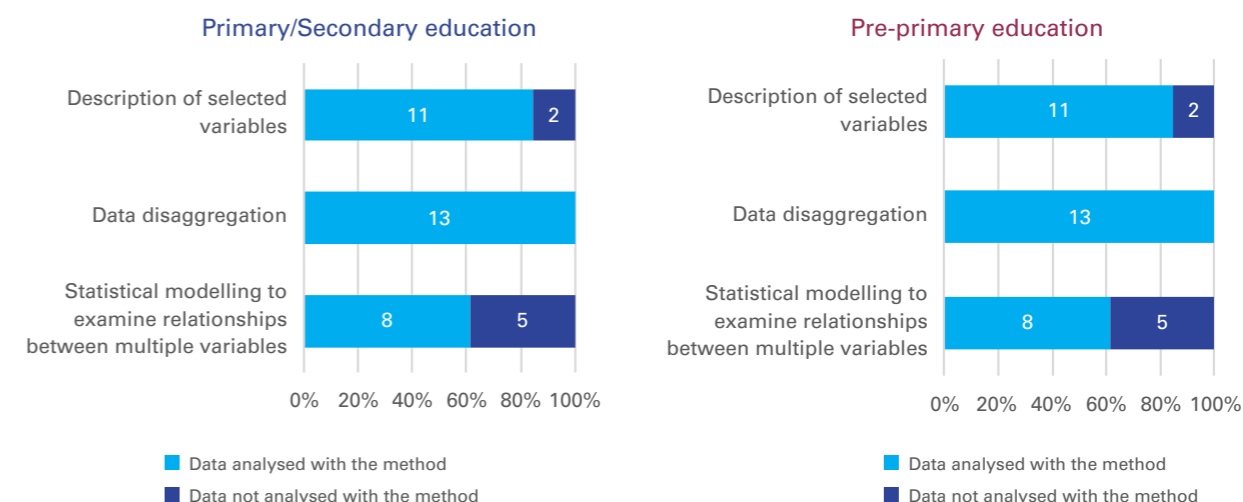 Primary/Secondary education
Description of selected
variables
11
2
Data disaggregation
13
Statistical modelling to
examine relationships
between multiple variables
8
5
0% 20% 40% 60% 80% 100%
Data analysed with the method
Data not analysed with the method
Pre-primary education
Description of selected
variables
11
2
Data disaggregation
13
Statistical modelling to
examine relationships
between multiple variables
8
5
0% 20% 40% 60% 80% 100%
Data analysed with the method
Data not analysed with the method